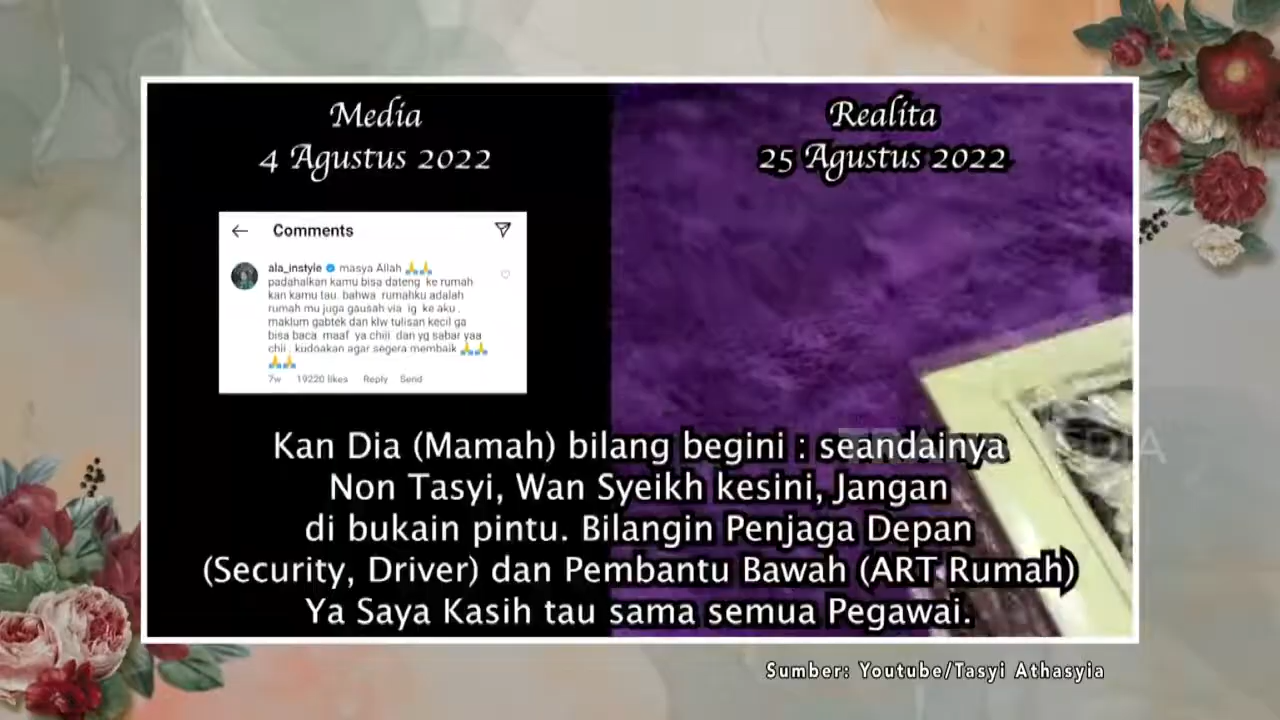 Media
4 Agustus 2022
Realita
25 Agustus 2022
Comments
ala_instyle masya Allah 🙏🙏
padahalkan kamu bisa dateng ke rumah
kan kamu tau bahwa rumahku adalah
rumah mu juga gausah via ig ke aku .
maklum gabtek dan klw tulisan kecil ga
bisa baca maaf ya chiii dan yg sabar yaa
chii , kudoakan agar segera membaik 🙏🙏
🙏🙏
7w 19220 likes Reply Send
Kan Dia (Mamah) bilang begini : seandainya
Non Tasyi, Wan Syeikh kesini, Jangan
di bukain pintu. Bilangin Penjaga Depan
(Security, Driver) dan Pembantu Bawah (ART Rumah)
Ya Saya Kasih tau sama semua Pegawai.
Sumber: Youtube/Tasyi Athasyia